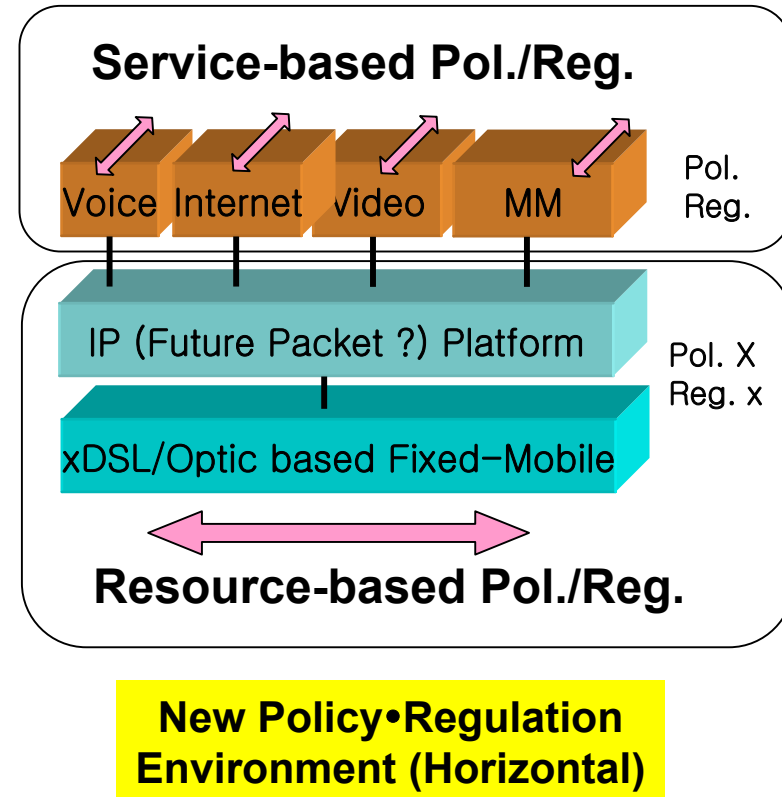 Service-based Pol./Reg.
Voice
Internet
Video
MM
Pol.
Reg.
IP (Future Packet ?) Platform
Pol. X
Reg. x
xDSL/Optic based Fixed-Mobile
Resource-based Pol./Reg.
New Policy•Regulation
Environment (Horizontal)